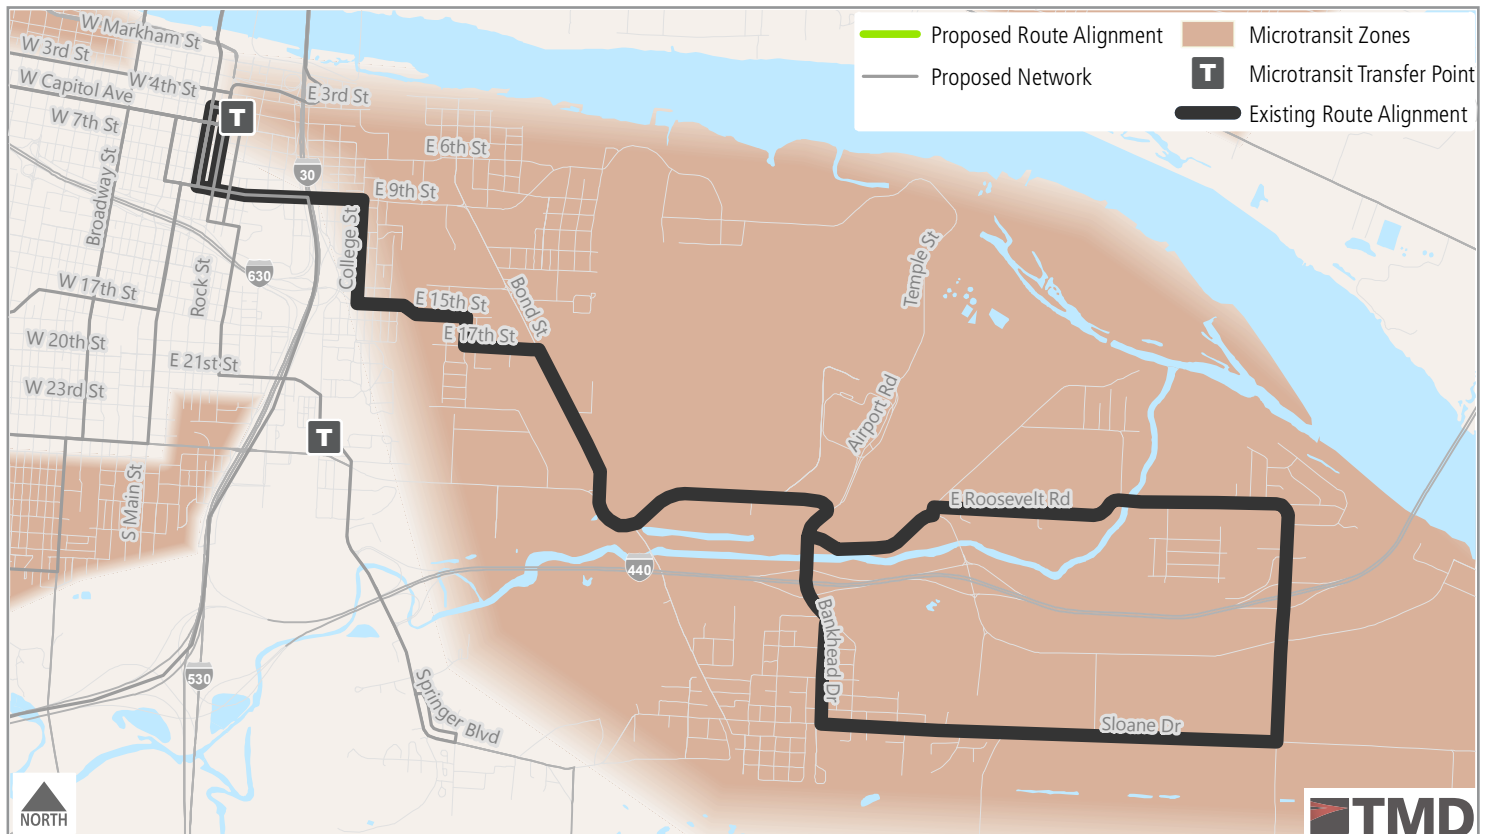 Proposed Route Alignment
Proposed Network
Microtransit Zones
T
Microtransit Transfer Point
Existing Route Alignment
W Markham St
W 3rd St
W 4th St
W Capitol Ave
E 3rd St
T
W 7th St
E 6th St
30
E 9th St
Broadway St
College St
Rock St
630
Temple St
W 17th St
E 15th St
Bond St
E 17th St
W 20th St
E 21st St
W 23rd St
Airport Rd
T
S Main St
E Roosevelt Rd
440
Bankhead Dr
530
Springer Blvd
Sloane Dr
NORTH
TMD